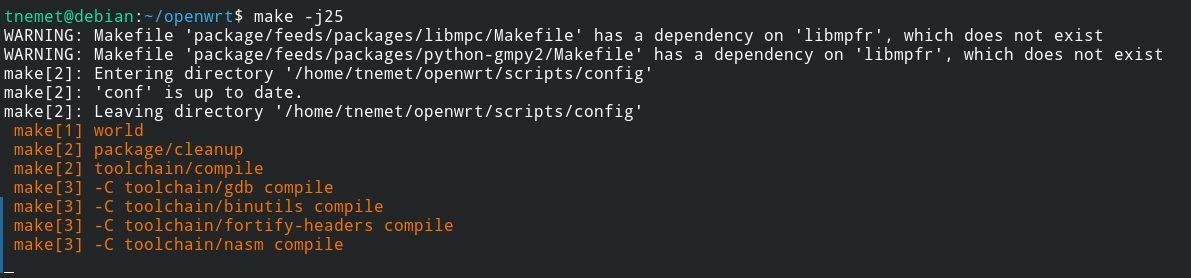 tnemet@debian:~/openwrt$ make -j25
WARNING: Makefile 'package/feeds/packages/libmpc/Makefile' has a dependency on 'libmpfr', which does not exist
WARNING: Makefile 'package/feeds/packages/python-gmpy2/Makefile' has a dependency on 'libmpfr', which does not exist
make[2]: Entering directory '/home/tnemet/openwrt/scripts/config'
make[2]: 'conf' is up to date.
make[2]: Leaving directory '/home/tnemet/openwrt/scripts/config'
make[1] world
make[2] package/cleanup
make[2] toolchain/compile
make[3] -C toolchain/gdb compile
make[3] -C toolchain/binutils compile
make[3] -C toolchain/fortify-headers compile
make[3] -C toolchain/nasm compile